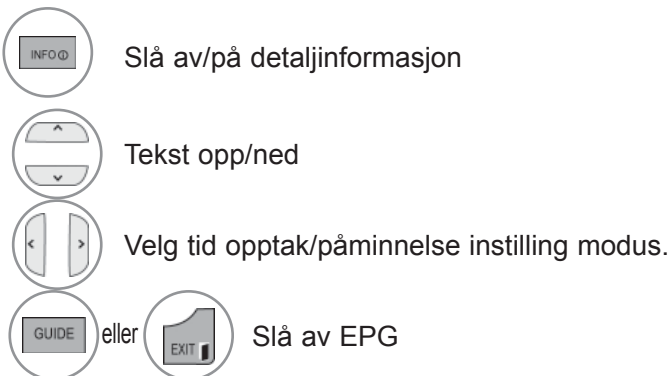 INFO ⓘ Slå av/på detaljinformasjon
Tekst opp/ned
Velg tid opptak/påminnelse instilling modus.
GUIDE eller EXIT Slå av EPG